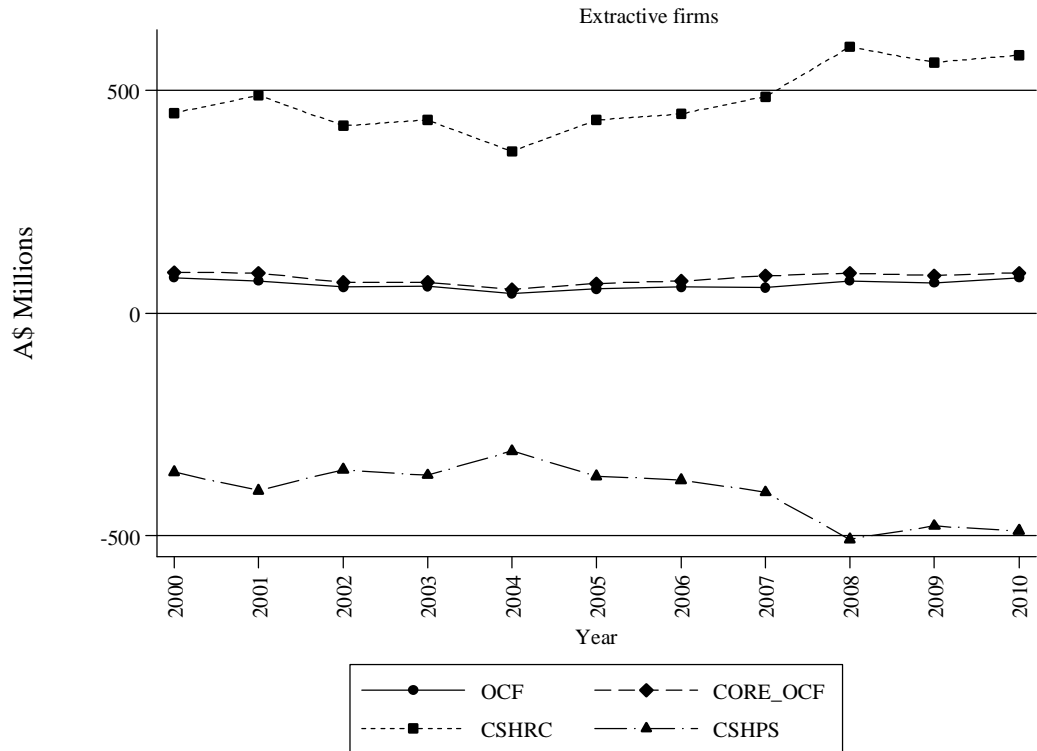 Extractive firms
A$ Millions
500
0
-500
2000
2001
2002
2003
2004
2005
2006
2007
2008
2009
2010
Year
OCF
CORE_OCF
CSHRC
CSHPS